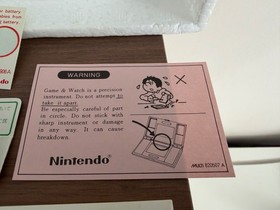 r battery
WARNING
Game & Watch is a precision
instrument. Do not attempt to
take it apart.
Be especially careful of part
in circle. Do not stick with
sharp instrument or damage
in any way. It can cause
breakdown.
Nintendo